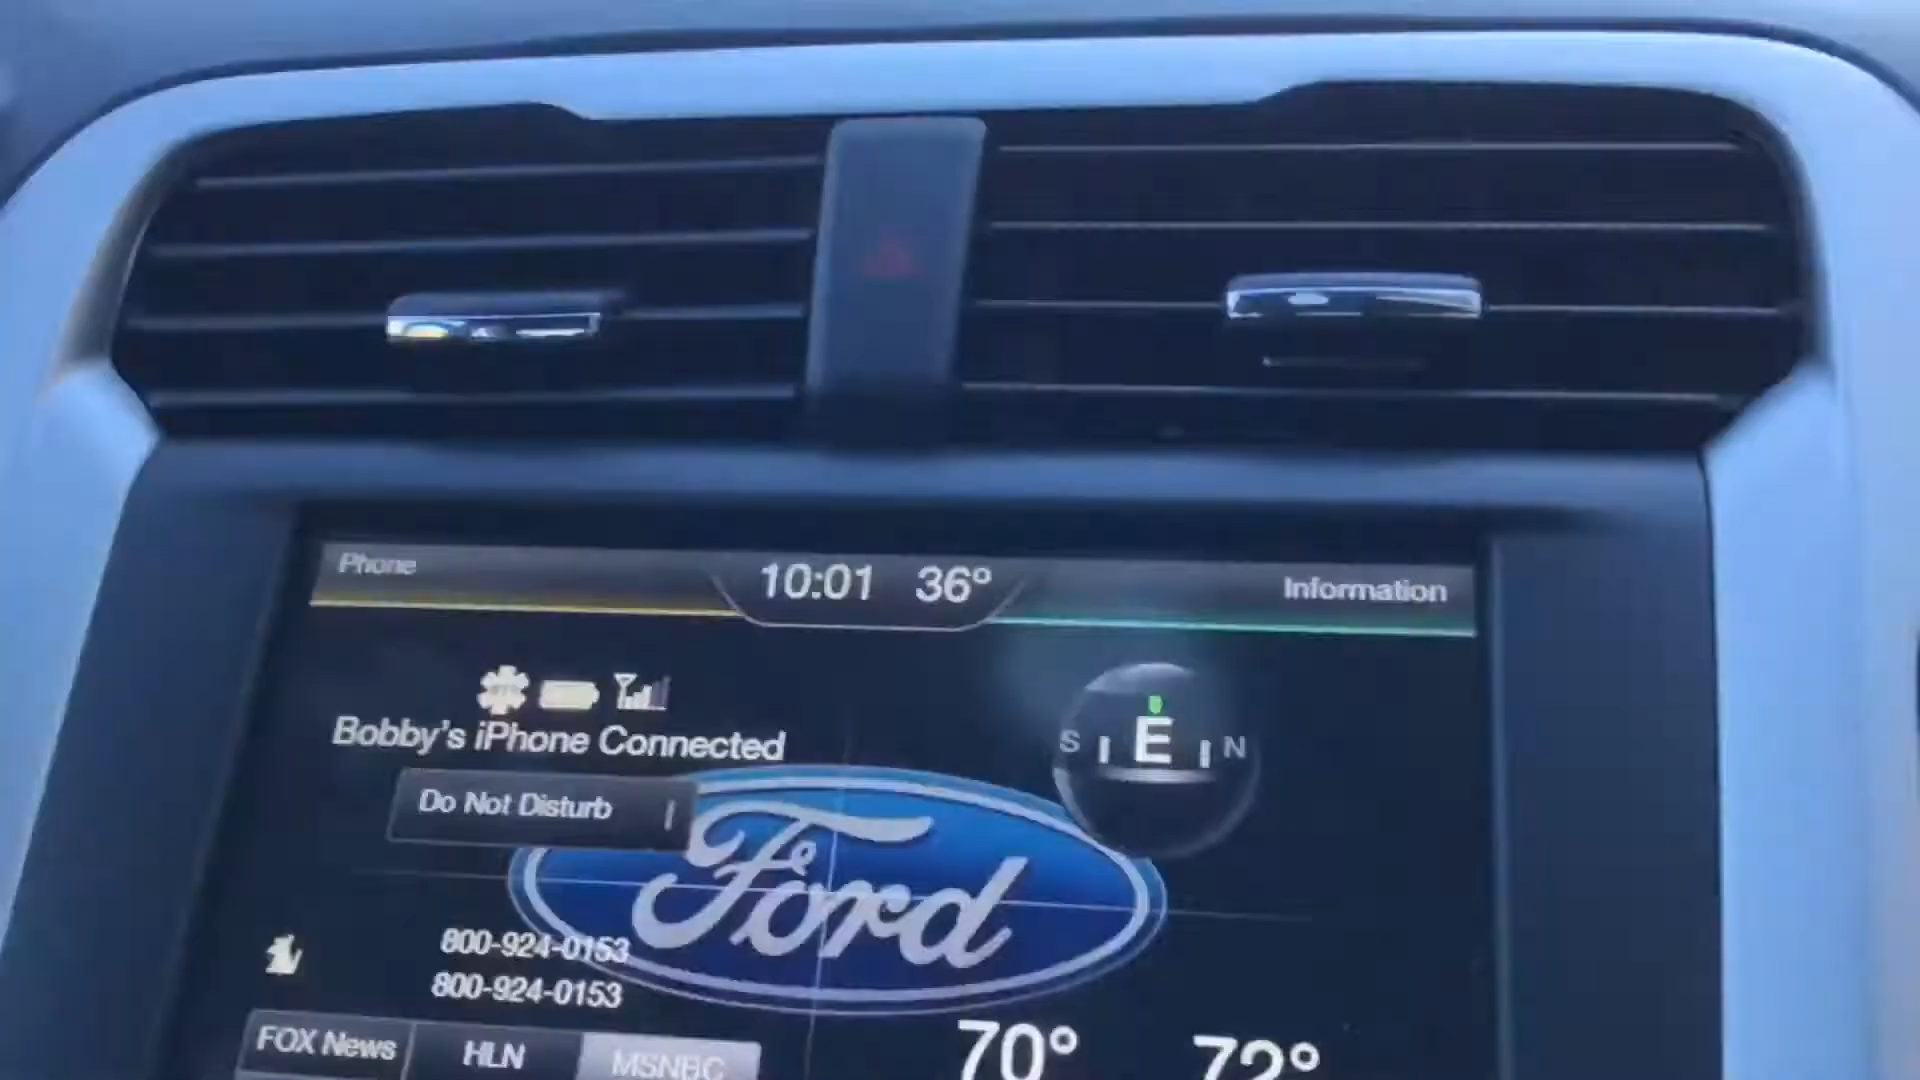 Phone
10:01 36°
Information
Bobby's iPhone Connected
S E N
Do Not Disturb
Ford
800-924-0153
800-924-0153
FOX News
HLN
MSNBC
70°
72°